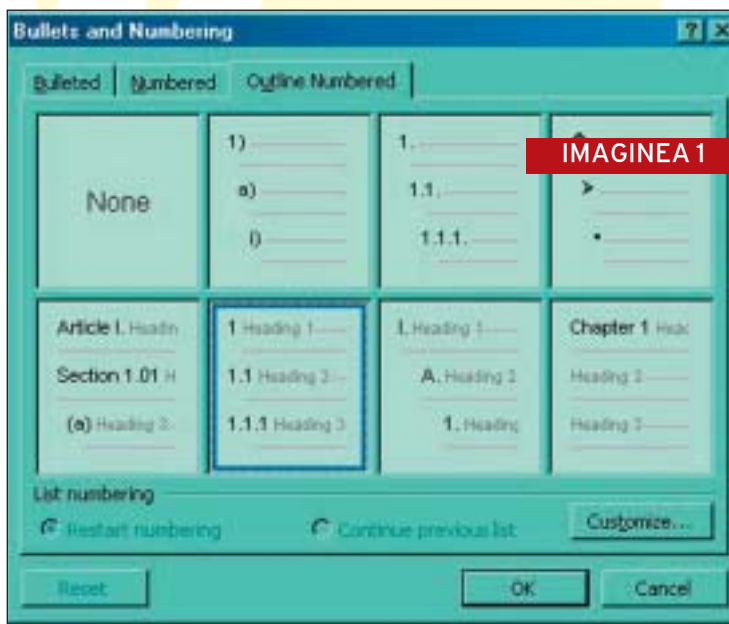 Bullets and Numbering
Bulleted Numbered Outline Numbered
None
1)
a)
i)
1.
1.1.
1.1.1.
IMAGINEA 1
Article I. Headin
Section 1.01 H
(a) Heading 3
1 Heading 1
1.1 Heading 2
1.1.1 Heading 3
I. Heading 1
A. Heading 2
1. Heading
Chapter 1 Head
Heading 2
Heading 3
List numbering
Restart numbering Continue previous list Customize...
Reset OK Cancel